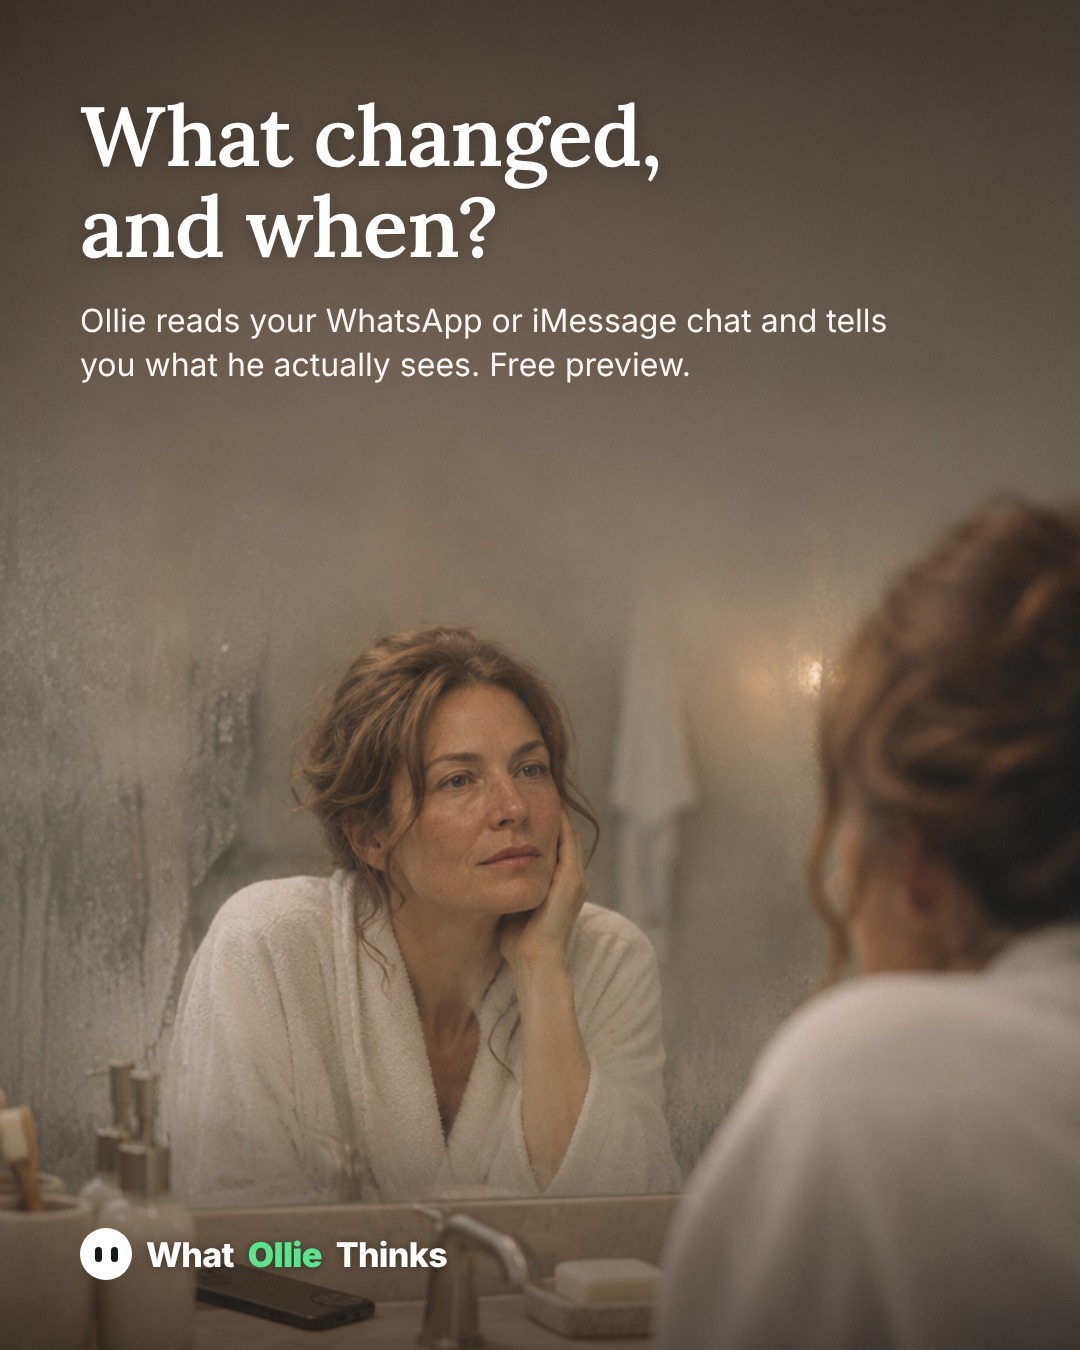 What changed,
and when?
Ollie reads your WhatsApp or iMessage chat and tells
you what he actually sees. Free preview.
What Ollie Thinks